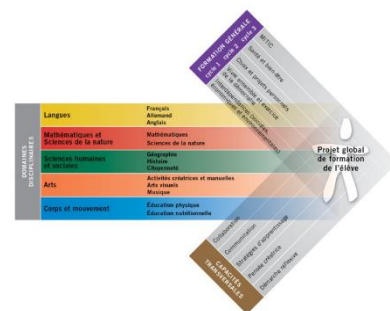 FORMATION GÉNÉRALE
cycle 1 cycle 2 cycle 3
MITIC
Santé et bien-être
Choix et projets personnels
Vivre ensemble et exercice
de la démocratie
Interdépendances (sociales,
économiques et environnementales)
DOMAINES
DISCIPLINAIRES
Langues
Français
Allemand
Anglais
Mathématiques et
Sciences de la nature
Mathématiques
Sciences de la nature
Sciences humaines
et sociales
Géographie
Histoire
Citoyenneté
Arts
Activités créatrices et manuelles
Arts visuels
Musique
Corps et mouvement
Éducation physique
Éducation nutritionnelle
Projet global
de formation
de l'élève
Collaboration
Communication
Stratégies d'apprentissage
Pensée créatrice
Démarche réflexive
CAPACITÉS
TRANSVERSALES